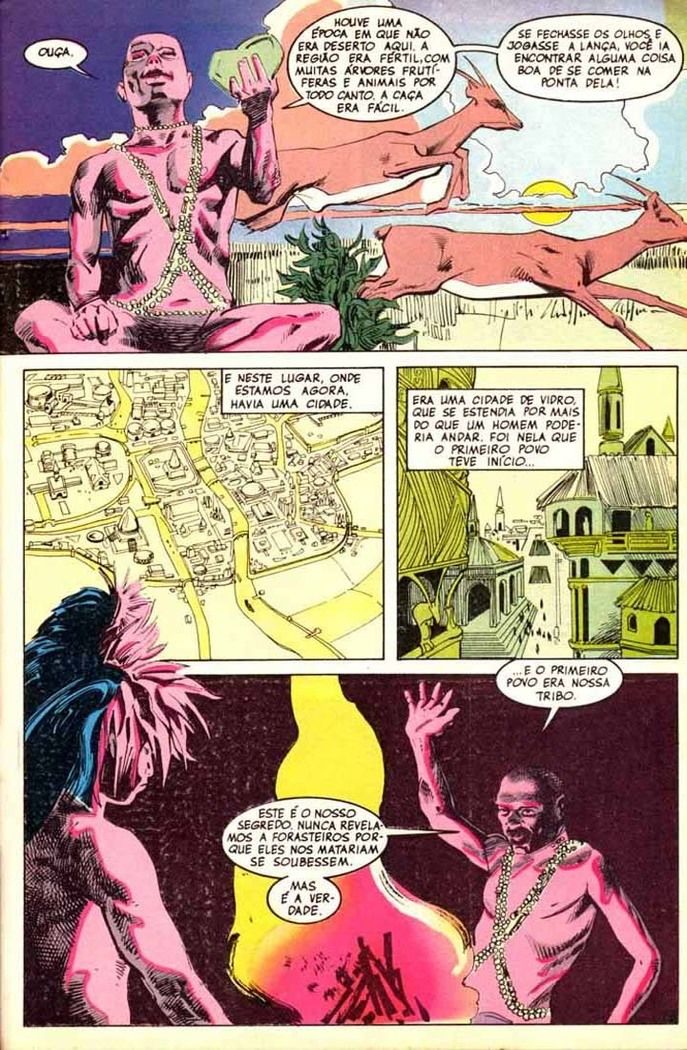 OUÇA.
HOUVE UMA
ÉPOCA EM QUE NÃO
ERA DESERTO AQUI. A
REGIÃO ERA FÉRTIL, COM
MUITAS ÁRVORES FRUTÍ-
FERAS E ANIMAIS POR
TODO CANTO. A CAÇA
ERA FÁCIL.
SE FECHASSE OS OLHOS E
JOGASSE A LANÇA, VOCÊ IA
ENCONTRAR ALGUMA COISA
BOA DE SE COMER NA
PONTA DELA!
E NESTE LUGAR, ONDE
ESTAMOS AGORA,
HAVIA UMA CIDADE.
ERA UMA CIDADE DE VIDRO,
QUE SE ESTENDIA POR MAIS
DO QUE UM HOMEM PODE-
RIA ANDAR. FOI NELA QUE
O PRIMEIRO POVO
TEVE INÍCIO...
...E O PRIMEIRO
POVO ERA NOSSA
TRIBO.
ESTE É O NOSSO
SEGREDO. NUNCA REVELA-
MOS A FORASTEIROS POR-
QUE ELES NOS MATARIAM
SE SOUBESSEM.
MAS
É A VER-
DADE.